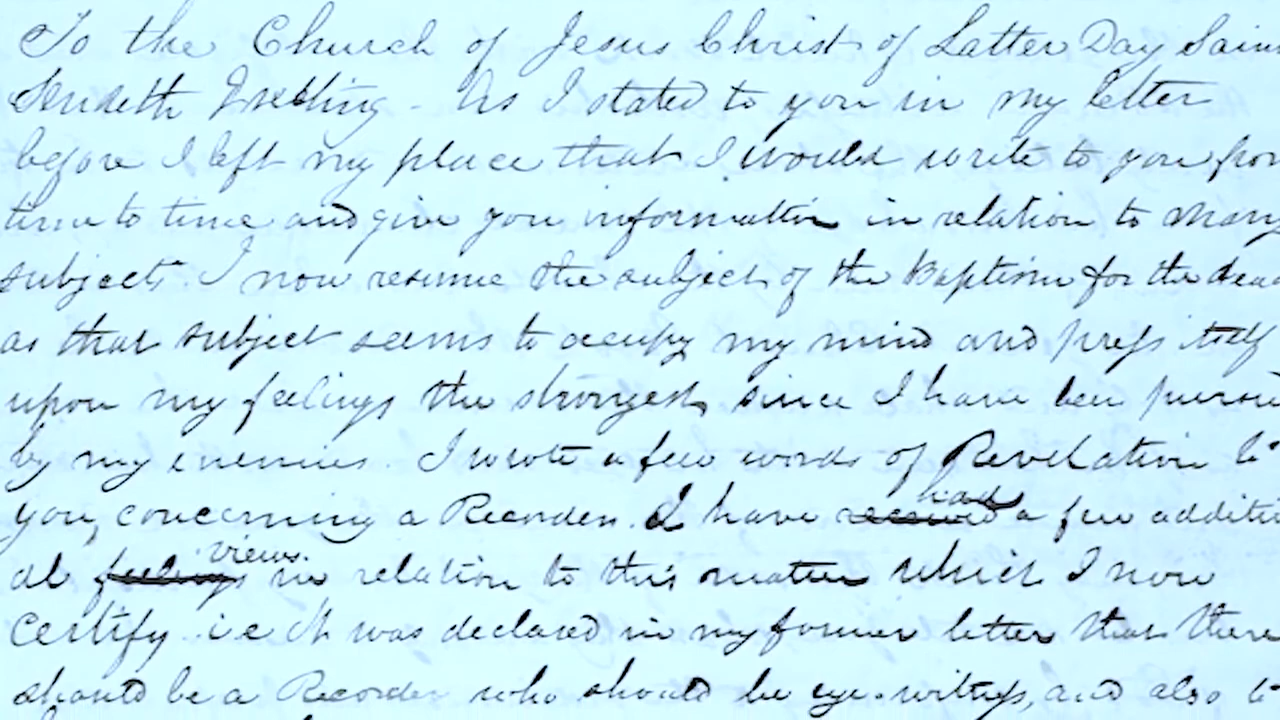 To the Church of Jesus Christ of Latter Day Sain
Sendeth Greeting - As I stated to you in my letter
before I left my place that I would write to you from
time to time and give you information in relation to many
subjects. I now resume the subject of the Baptism for the dead
as that subject seems to occupy my mind and press itself
upon my feelings the strongest, since I have been pursue
by my enemies. I wrote a few words of Revelation to
you, concerning a Recorder. I have received had a few additi
al feelings views. in relation to this matter which I now
certify. i e It was declared in my former letter that there
should be a Recorder who should be eye-witness, and also to